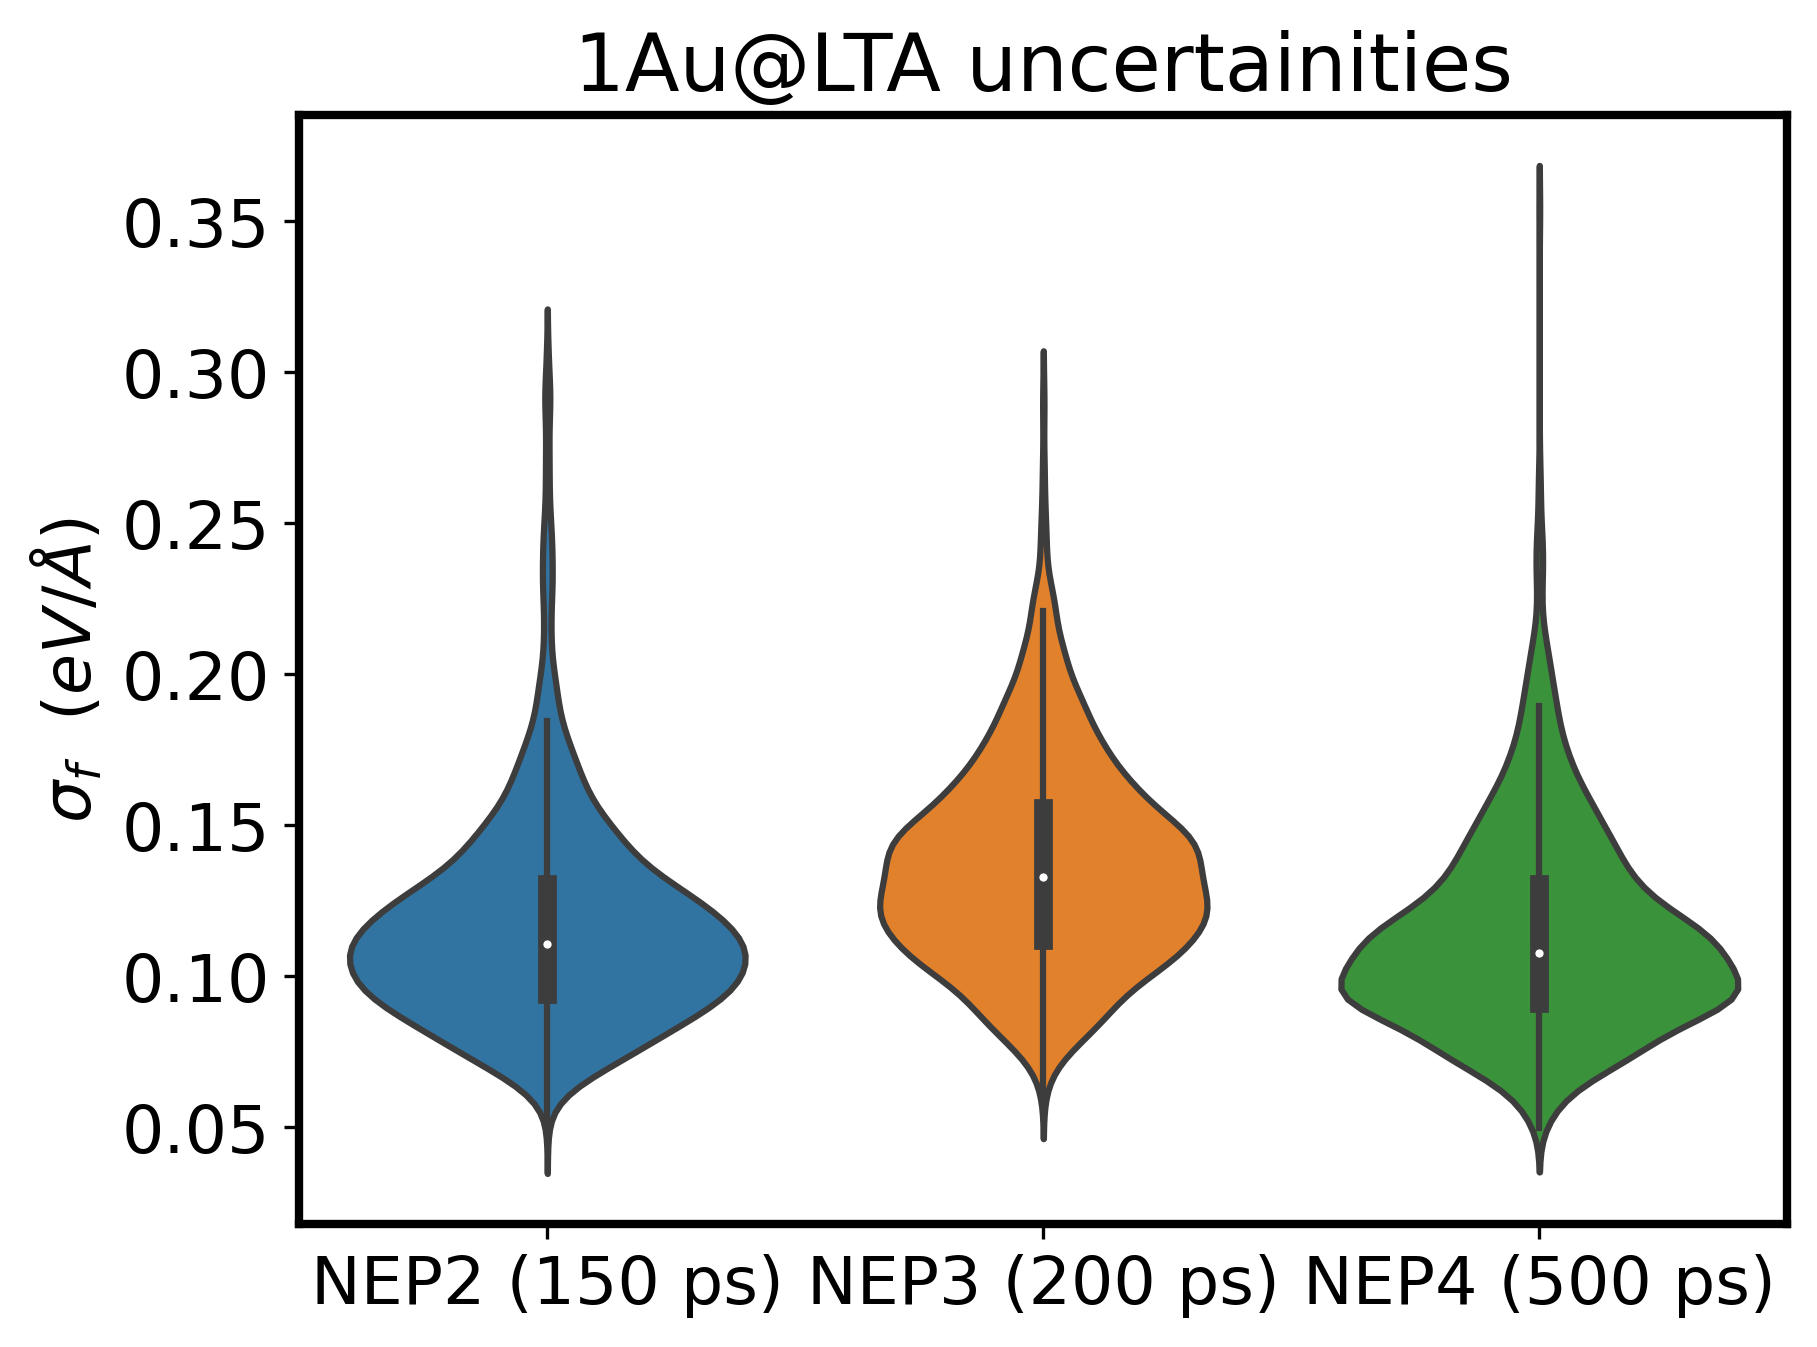 1Au@LTA uncertainities
σ_f (eV/Å)
0.35
0.30
0.25
0.20
0.15
0.10
0.05
NEP2 (150 ps) NEP3 (200 ps) NEP4 (500 ps)